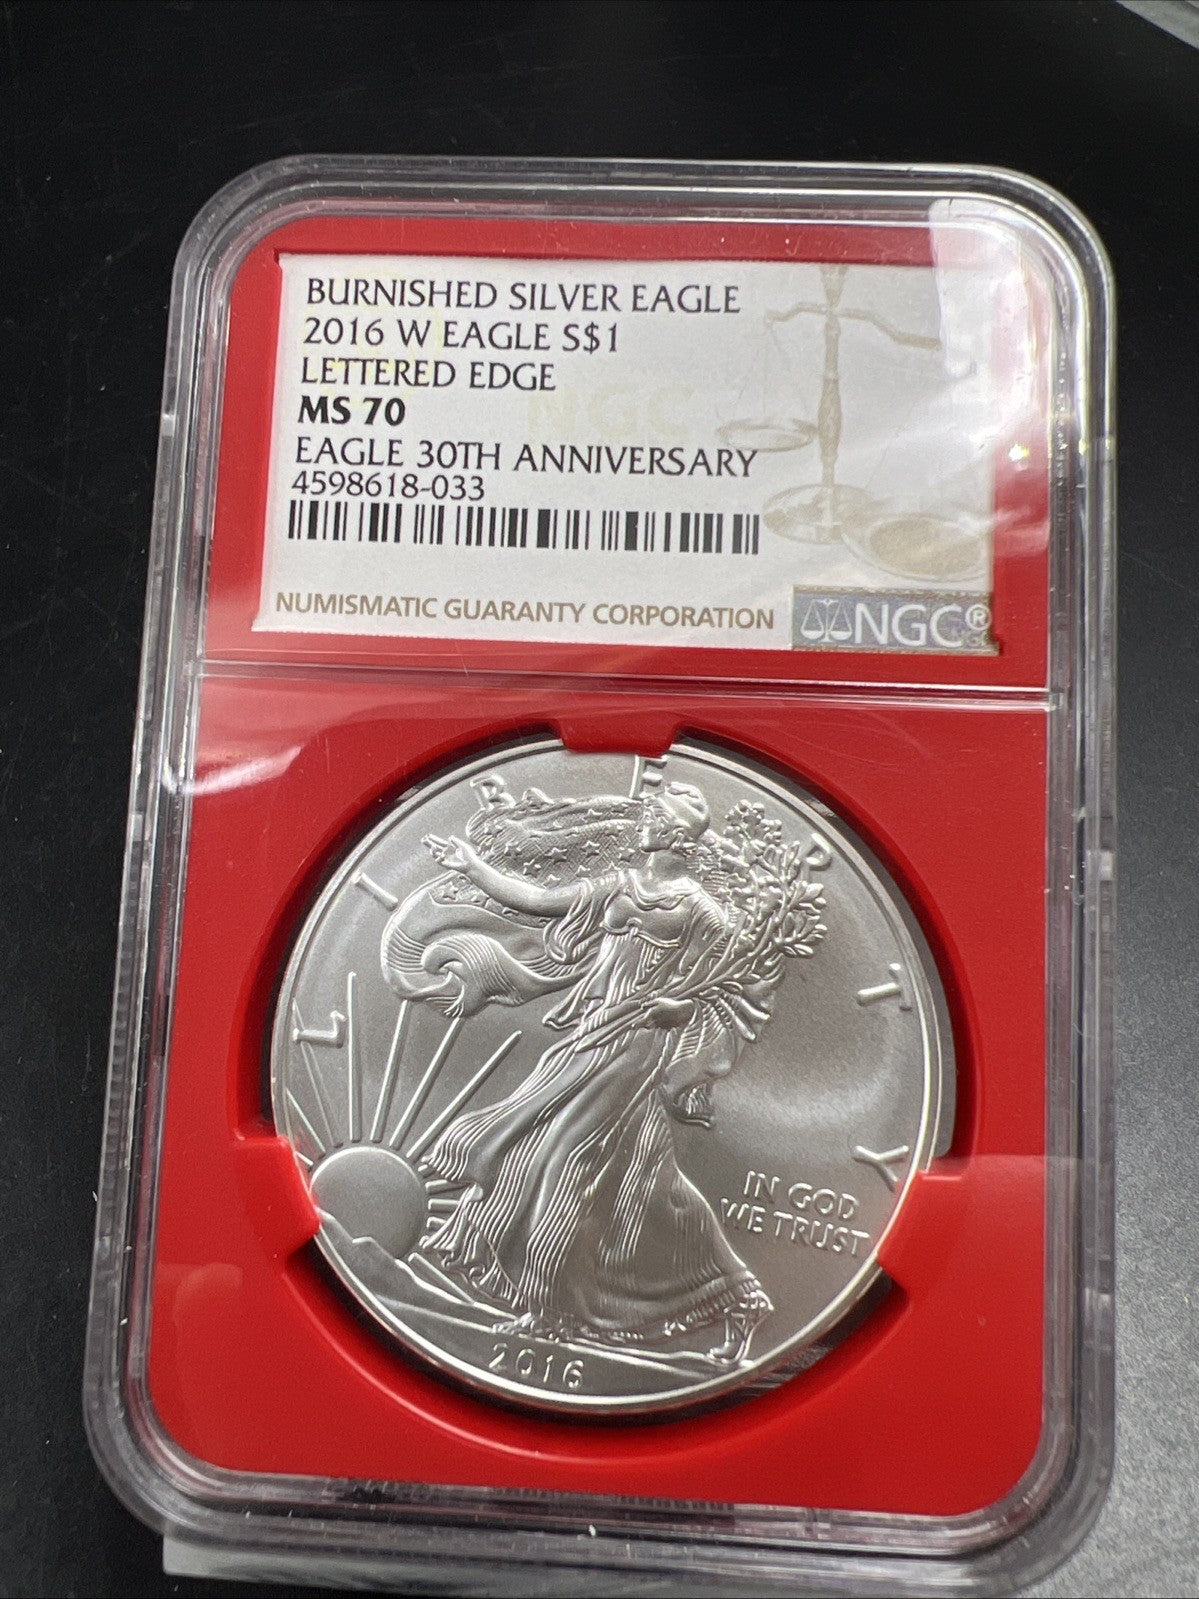 BURNISHED SILVER EAGLE
2016 W EAGLE S$1
LETTERED EDGE
MS 70
EAGLE 30TH ANNIVERSARY
4598618-033
NUMISMATIC GUARANTY CORPORATION
NGC®
NGC
LIBERTY
IN GOD
WE TRUST
2016